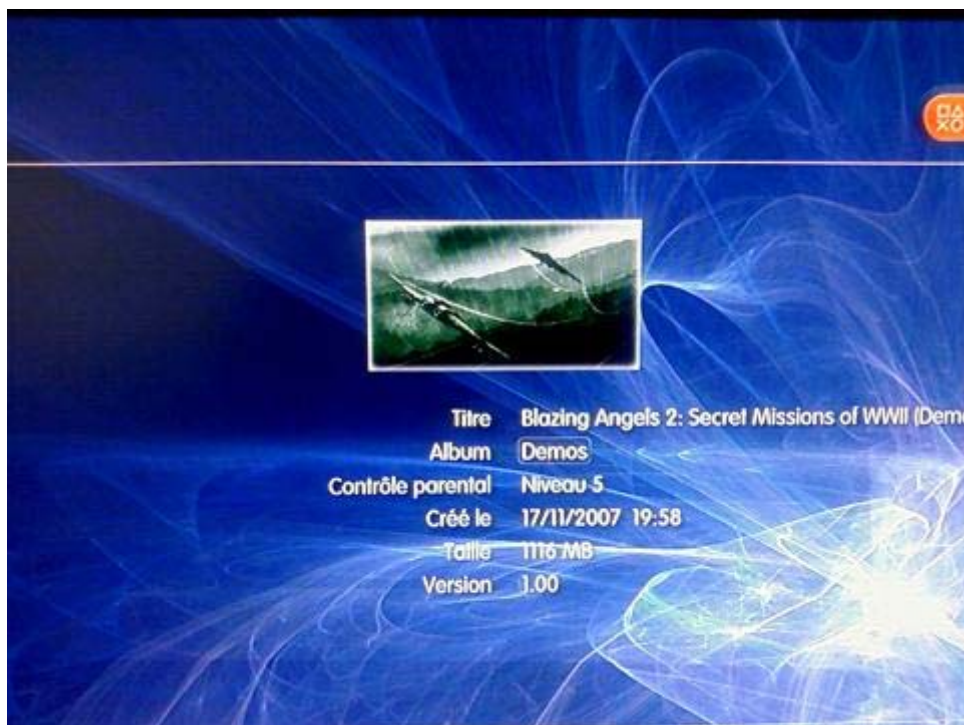 Titre Blazing Angels 2: Secret Missions of WWII (Demo
Album Demos
Contrôle parental Niveau 5
Créé le 17/11/2007 19:58
Taille 1116 MB
Version 1.00